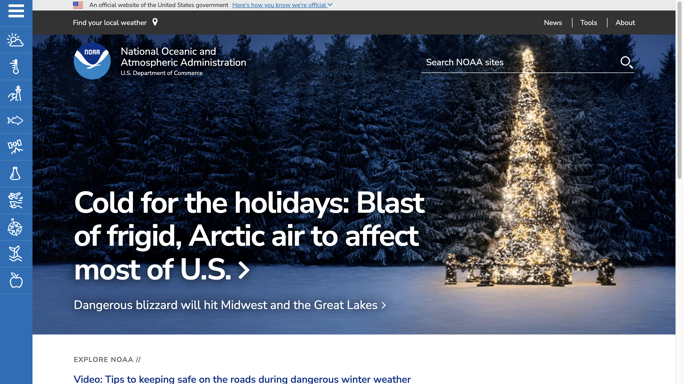 An official website of the United States government Here's how you know we're official
Find your local weather
News
Tools
About
NOAA
National Oceanic and
Atmospheric Administration
U.S. Department of Commerce
Search NOAA sites
Cold for the holidays: Blast
of frigid, Arctic air to affect
most of U.S.
Dangerous blizzard will hit Midwest and the Great Lakes
EXPLORE NOAA //
Video: Tips to keeping safe on the roads during dangerous winter weather